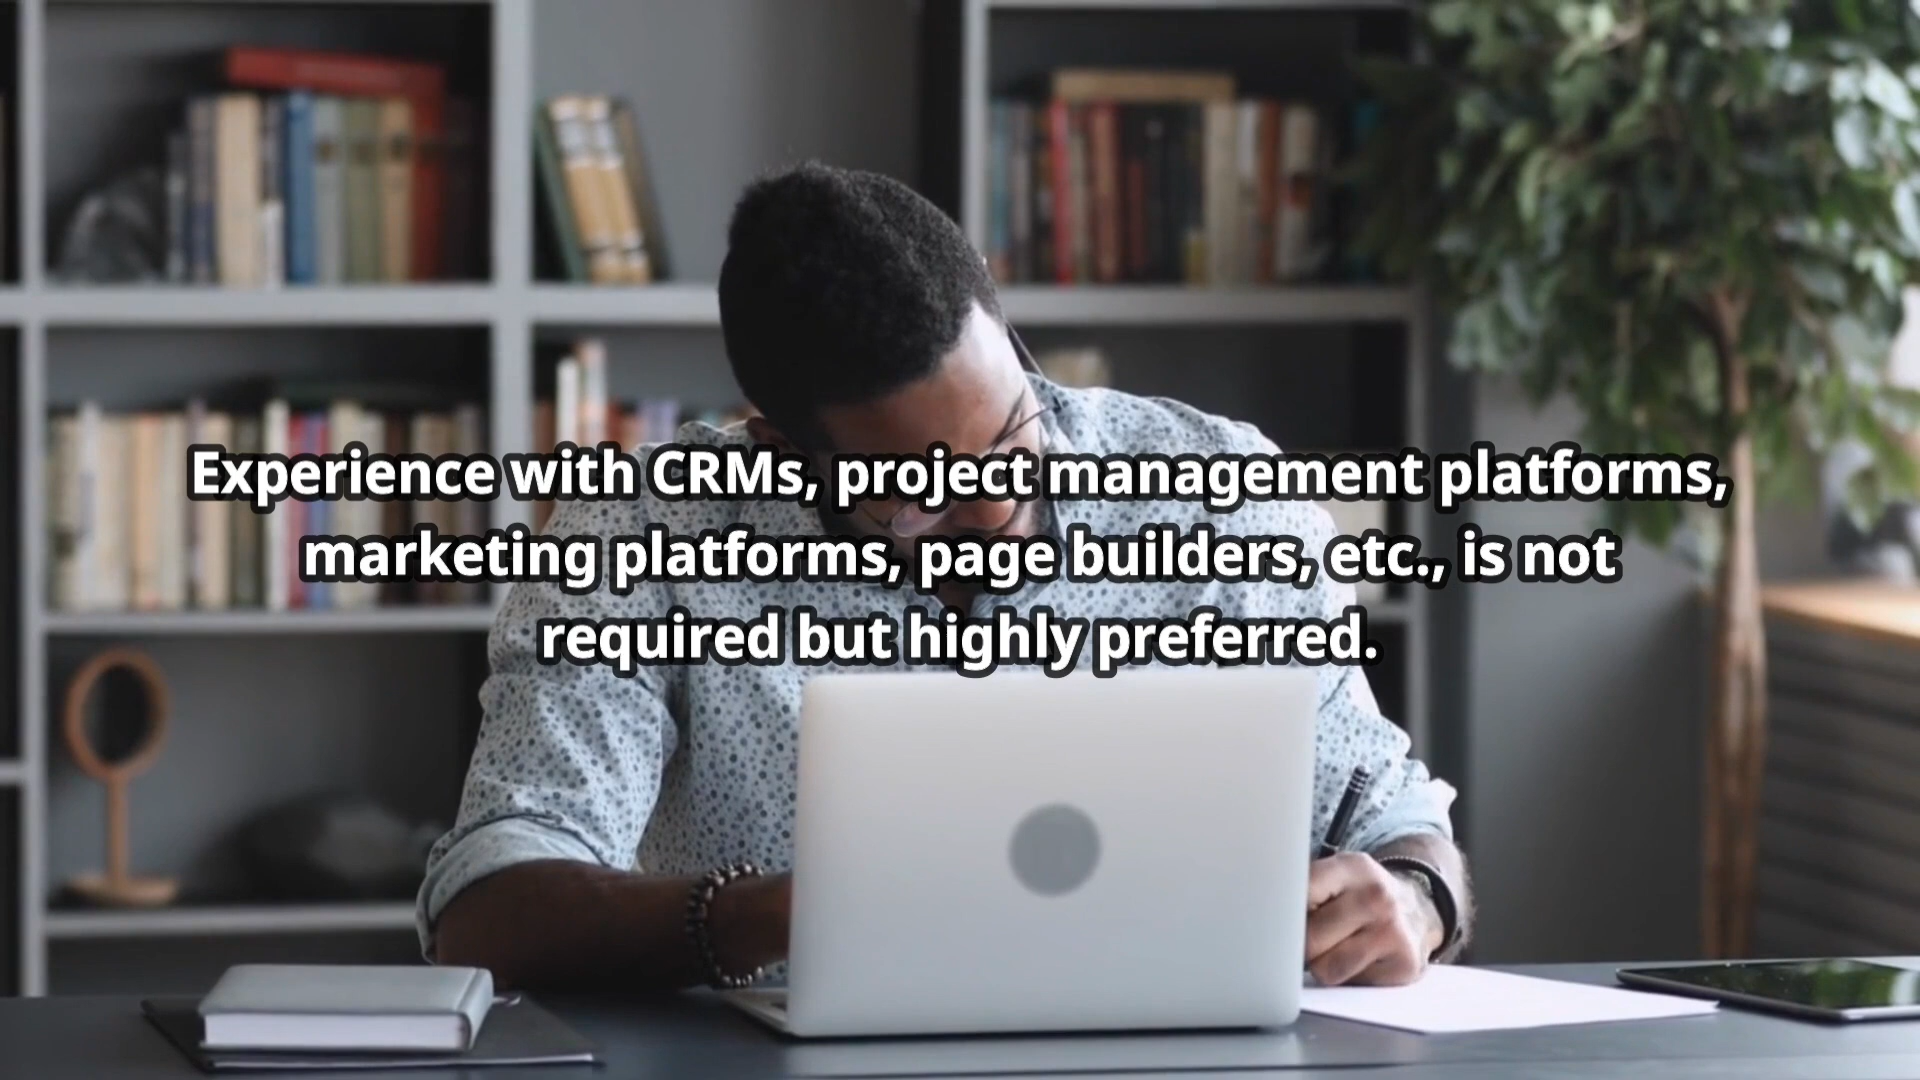 Experience with CRMs, project management platforms,
marketing platforms, page builders, etc., is not
required but highly preferred.